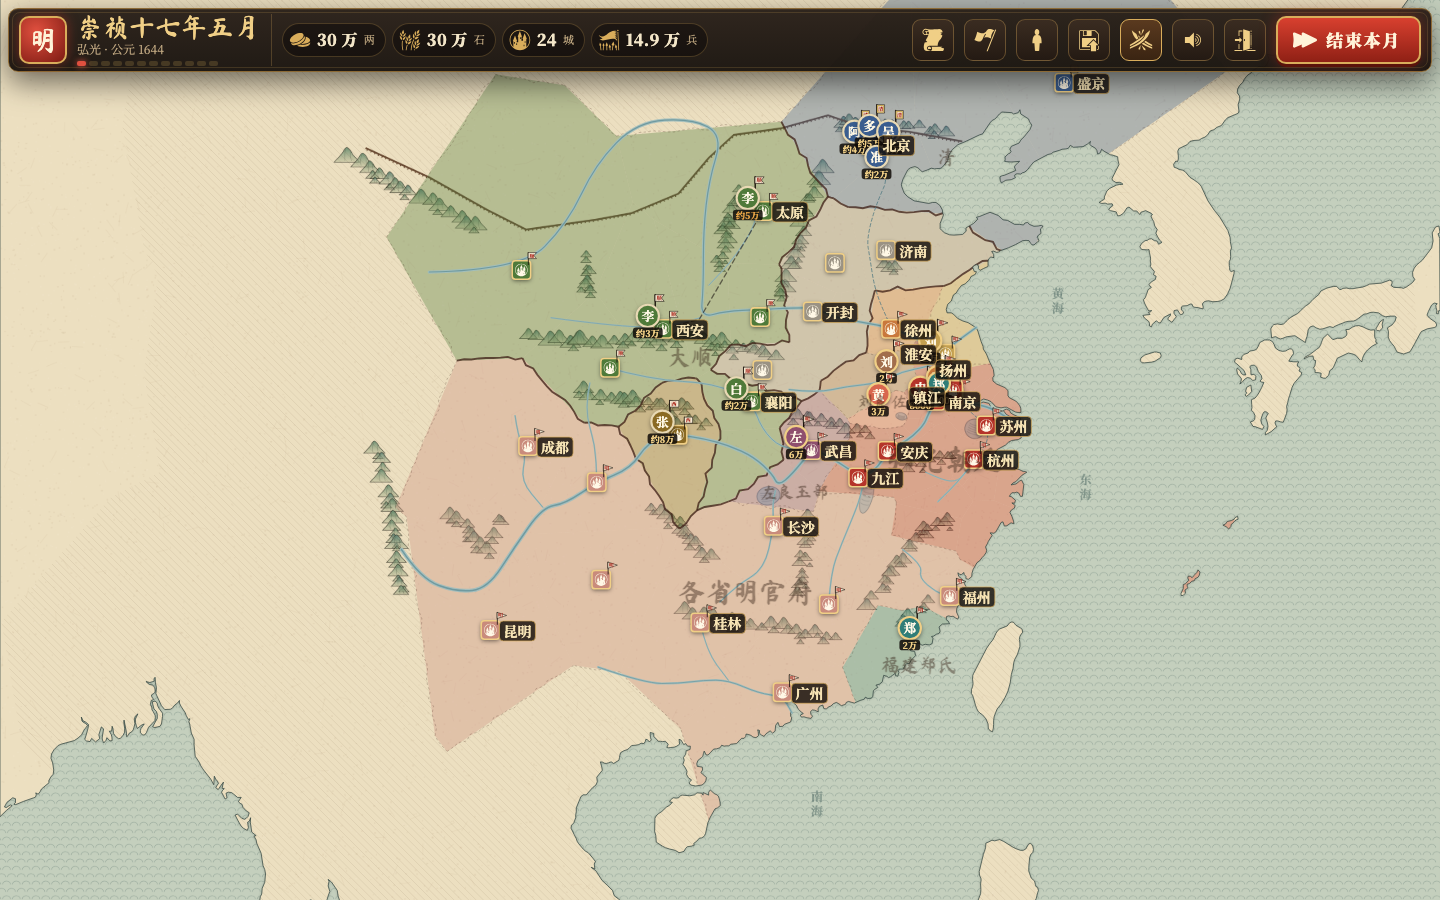 明
崇祯十七年五月
弘光 · 公元 1644
30 万 两
30 万 石
24 城
14.9 万 兵
结束本月
盛京
多
北京
准
约2万
清
李
约5万
太原
济南
李
约3万
西安
大顺
开封
徐州
淮安
刘
扬州
黄
3万
镇江
南京
苏州
白
约2万
襄阳
张
约8万
成都
左
6万
武昌
安庆
杭州
九江
左良玉部
长沙
各省明官府
福州
桂林
昆明
郑
2万
福建郑氏
广州
黄海
东海
南海